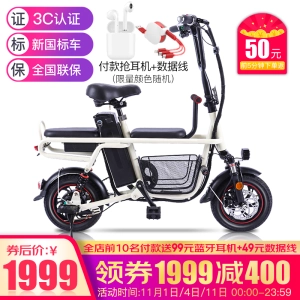 证 3C认证
标 新国标车
保 全国联保
付款抢耳机+数据线
(限量颜色随机)
50元
券后价:
1999
全店前10名付款送99元蓝牙耳机+49元数据线
领券1999减400
活动时间:11月1日/4日/11日 00:00-23:59